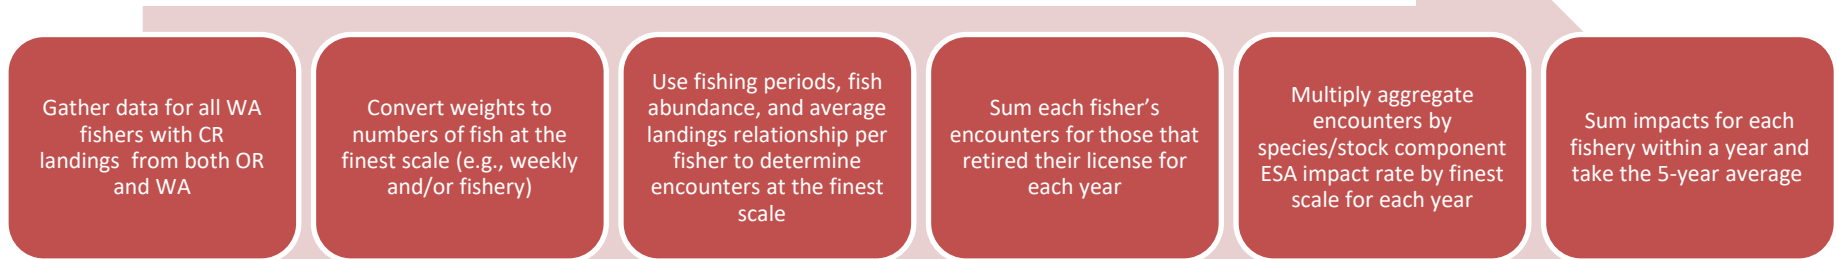 Gather data for all WA
fishers with CR
landings  from both OR
and WA
Convert weights to
numbers of fish at the
finest scale (e.g., weekly
and/or fishery)
Use fishing periods, fish
abundance, and average
landings relationship per
fisher to determine
encounters at the finest
scale
Sum each fisher’s
encounters for those that
retired their license for
each year
Multiply aggregate
encounters by
species/stock component
ESA impact rate by finest
scale for each year
Sum impacts for each
fishery within a year and
take the 5-year average